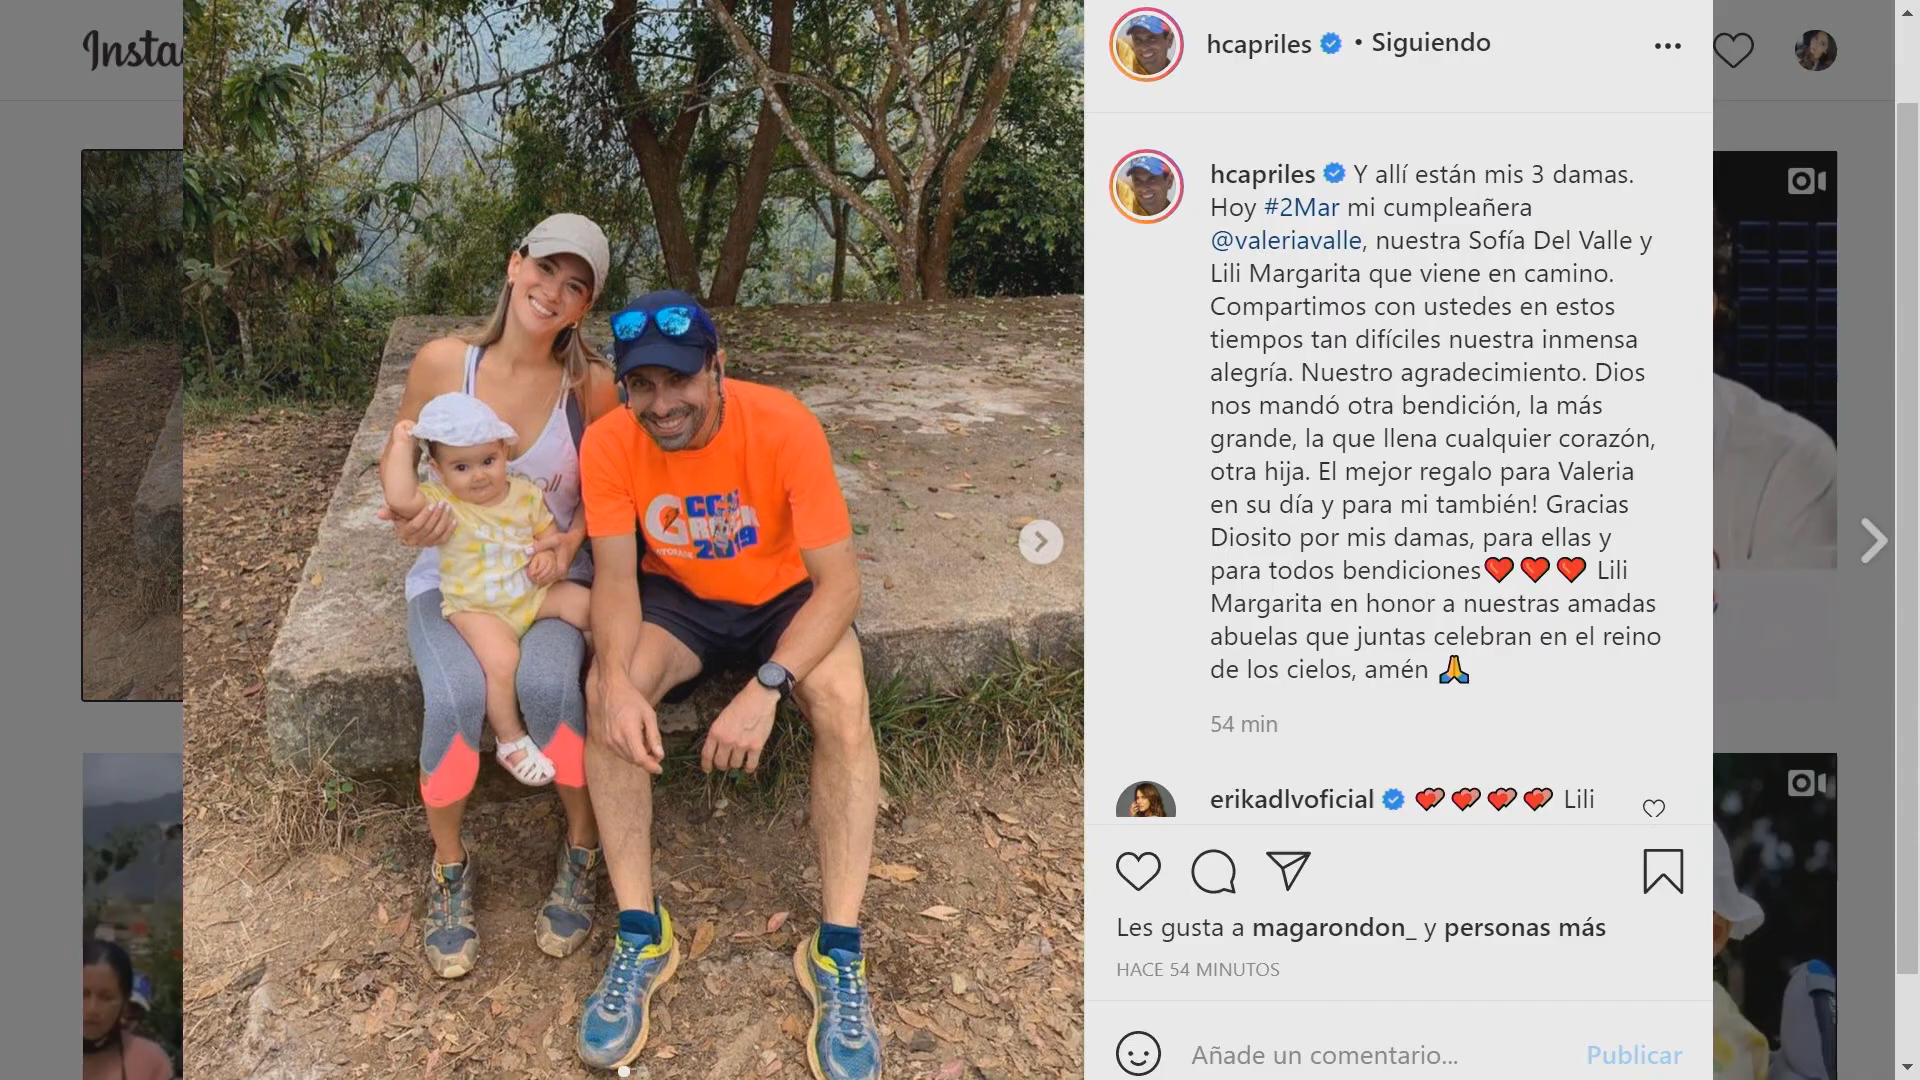 Insta
hcapriles • Siguiendo
hcapriles Y allí están mis 3 damas.
Hoy #2Mar mi cumpleañera
@valeriavalle, nuestra Sofía Del Valle y
Lili Margarita que viene en camino.
Compartimos con ustedes en estos
tiempos tan difíciles nuestra inmensa
alegría. Nuestro agradecimiento. Dios
nos mandó otra bendición, la más
grande, la que llena cualquier corazón,
otra hija. El mejor regalo para Valeria
en su día y para mi también! Gracias
Diosito por mis damas, para ellas y
para todos bendiciones❤️❤️❤️ Lili
Margarita en honor a nuestras amadas
abuelas que juntas celebran en el reino
de los cielos, amén 🙏
54 min
erikadlvoficial 💕💕💕💕 Lili
Les gusta a magarondon_ y personas más
HACE 54 MINUTOS
Añade un comentario... Publicar
G CCS
ROCK
GATORADE 2019